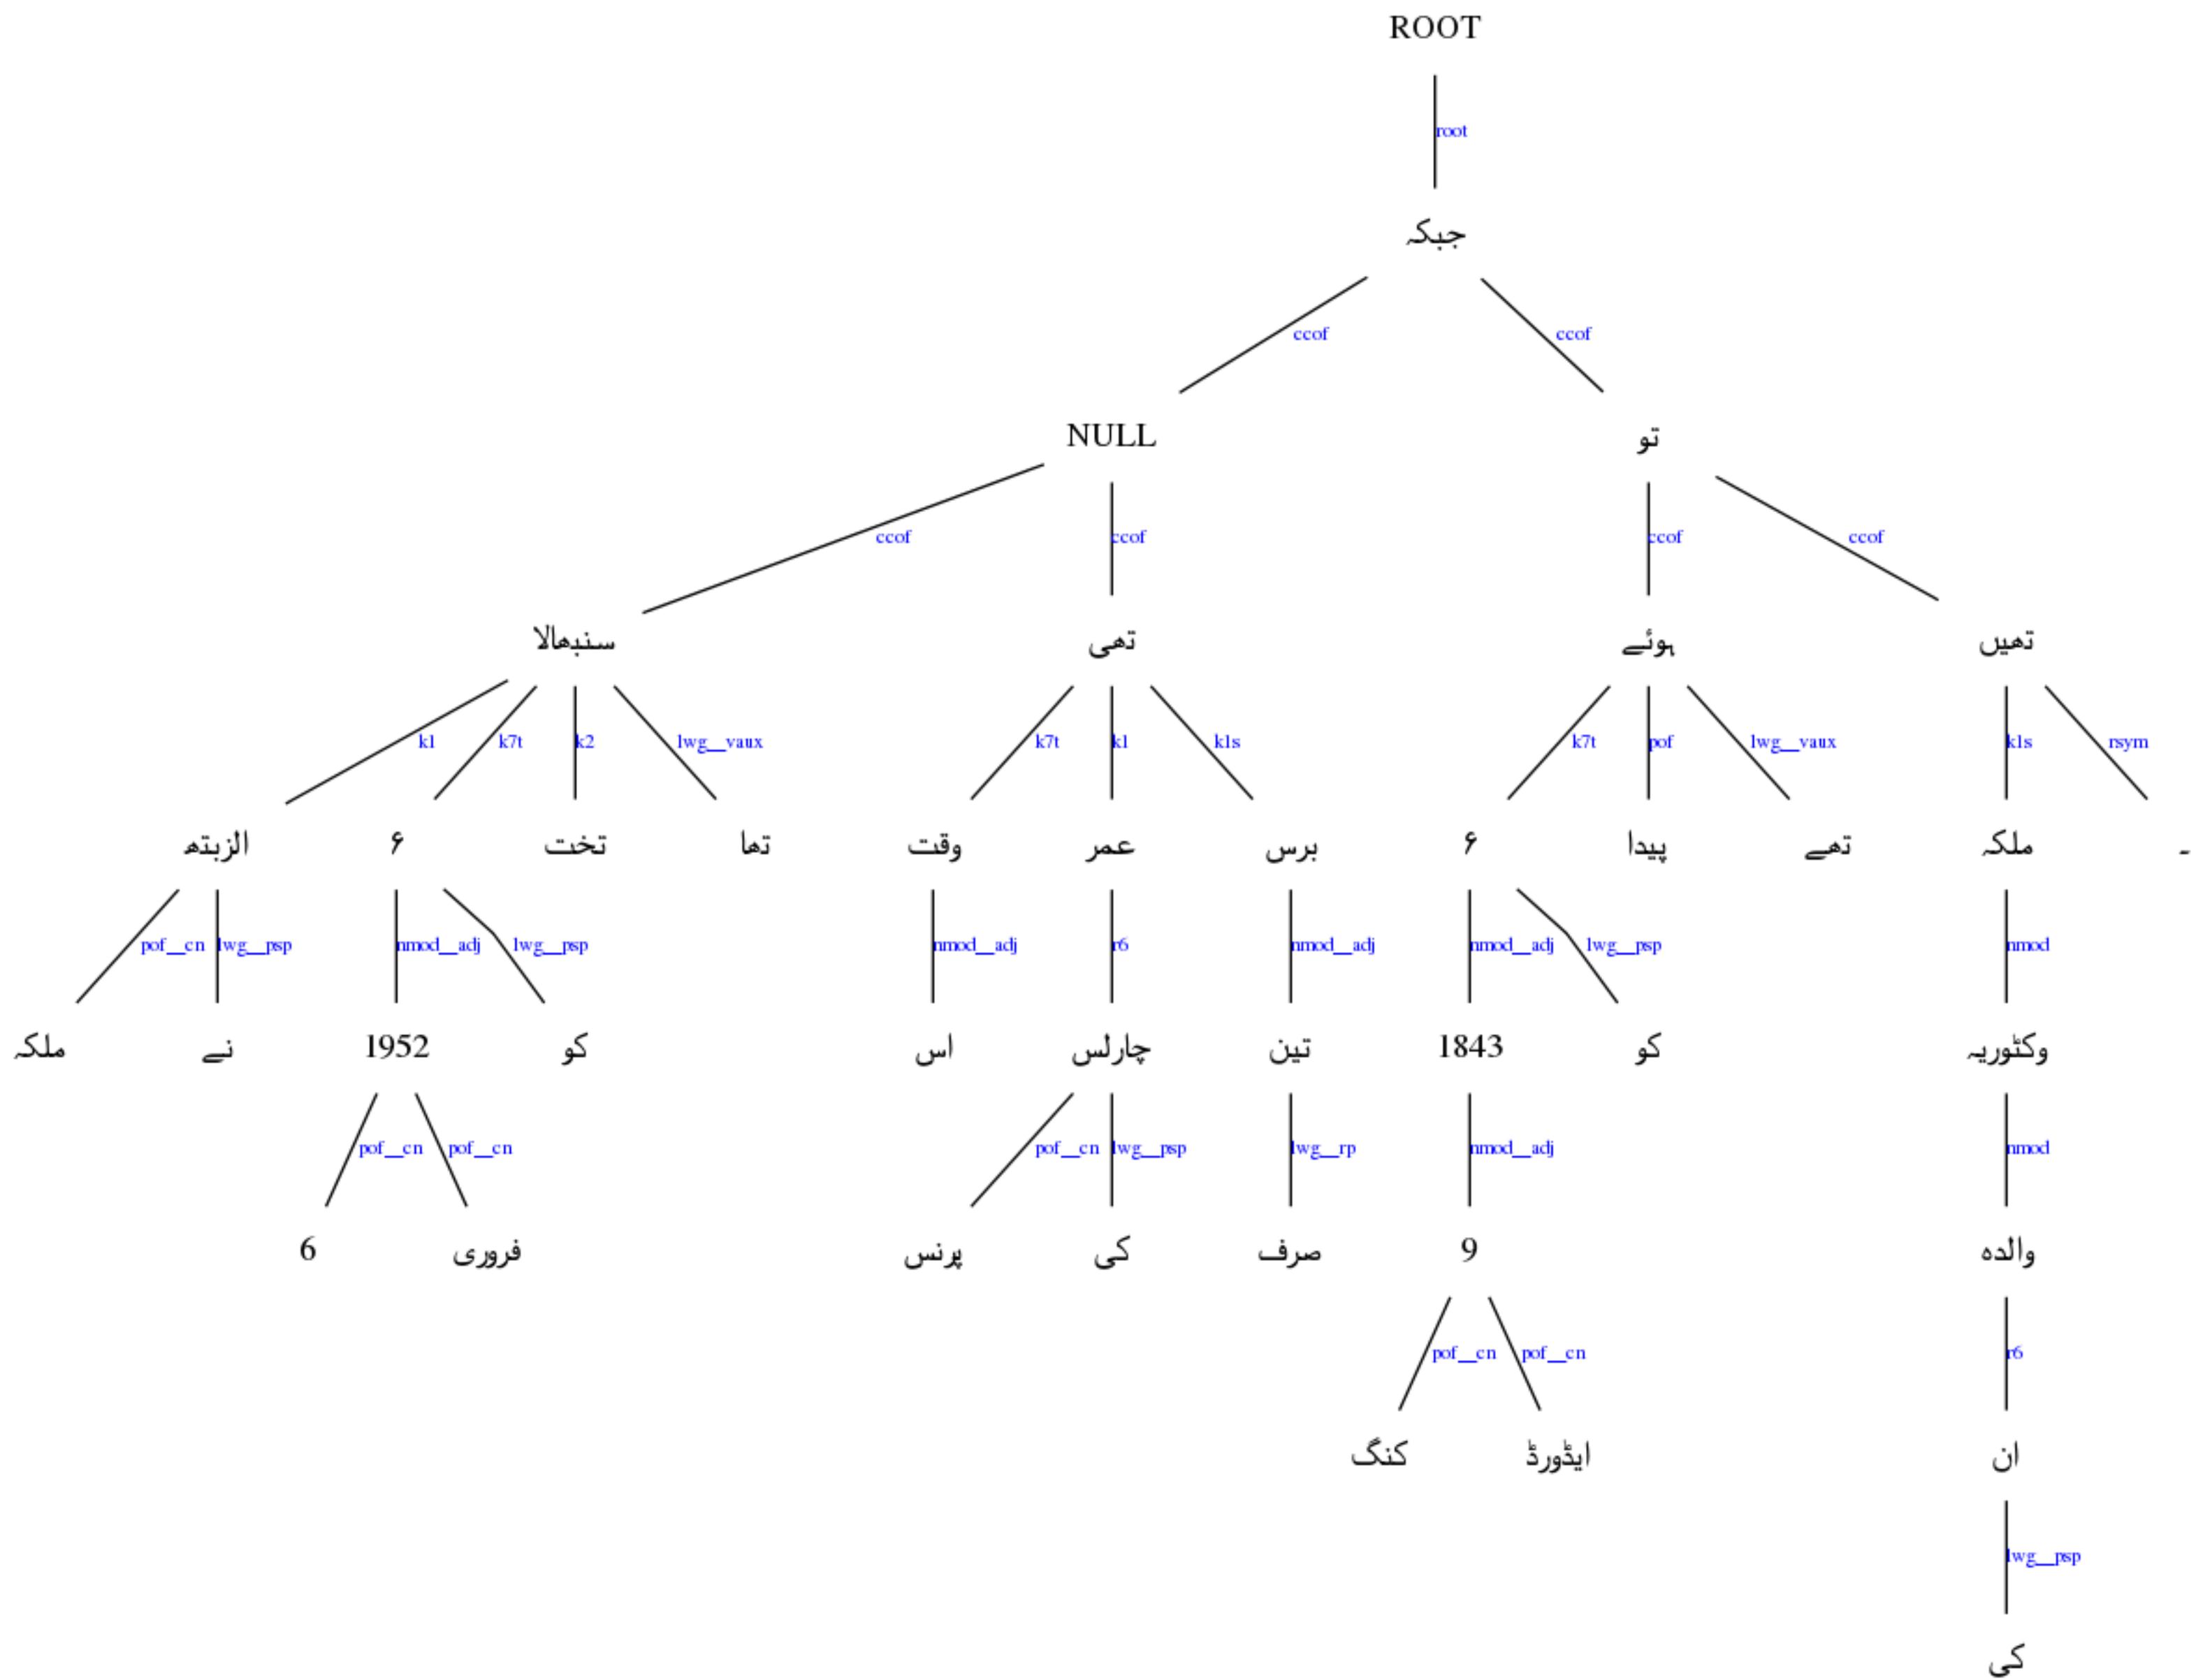 ROOT
root
جبکہ
ccof ccof
NULL تو
ccof ccof ccof ccof
سنبھالا تھی ہوئے تھیں
k1 k7t k2 lwg__vaux k7t k1 k1s k7t pof lwg__vaux k1s rsym
الزبتھ ۶ تخت تھا وقت عمر برس ۶ پیدا تھے ملکہ ۔
pof__cn lwg__psp nmod__adj lwg__psp nmod__adj r6 nmod__adj nmod__adj lwg__psp nmod
ملکہ نے 1952 کو اس چارلس تین 1843 کو وکٹوریہ
pof__cn pof__cn pof__cn lwg__psp lwg__rp nmod__adj nmod
6 فروری پرنس کی صرف 9 والدہ
pof__cn pof__cn r6
کنگ ایڈورڈ ان
lwg__psp
کی